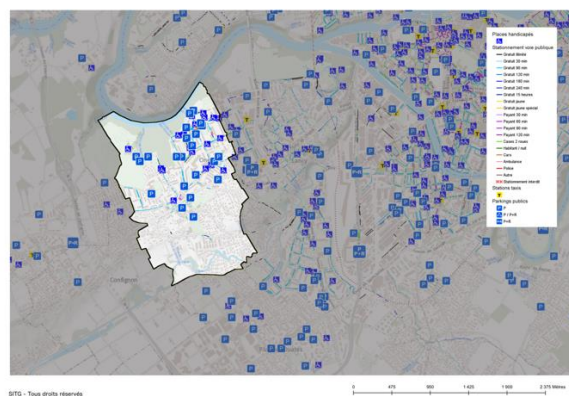 Places handicapés
Stationnement voie publique
Gratuit illimité
Gratuit 30 min
Gratuit 90 min
Gratuit 120 min
Gratuit 180 min
Gratuit 240 min
Gratuit 15 heures
Gratuit jaune
Gratuit jaune spécial
Payant 30 min
Payant 60 min
Payant 90 min
Payant 120 min
Cases 2 roues
Habitant / nuit
Cars
Ambulance
Police
Autre
Stationnement interdit
Stations taxis
Parkings publics
P
P / P+R
P+R
P+R
P+R
P+R
Confignon
SITG - Tous droits réservés
0 475 950 1 425 1 900 2 375 Mètres